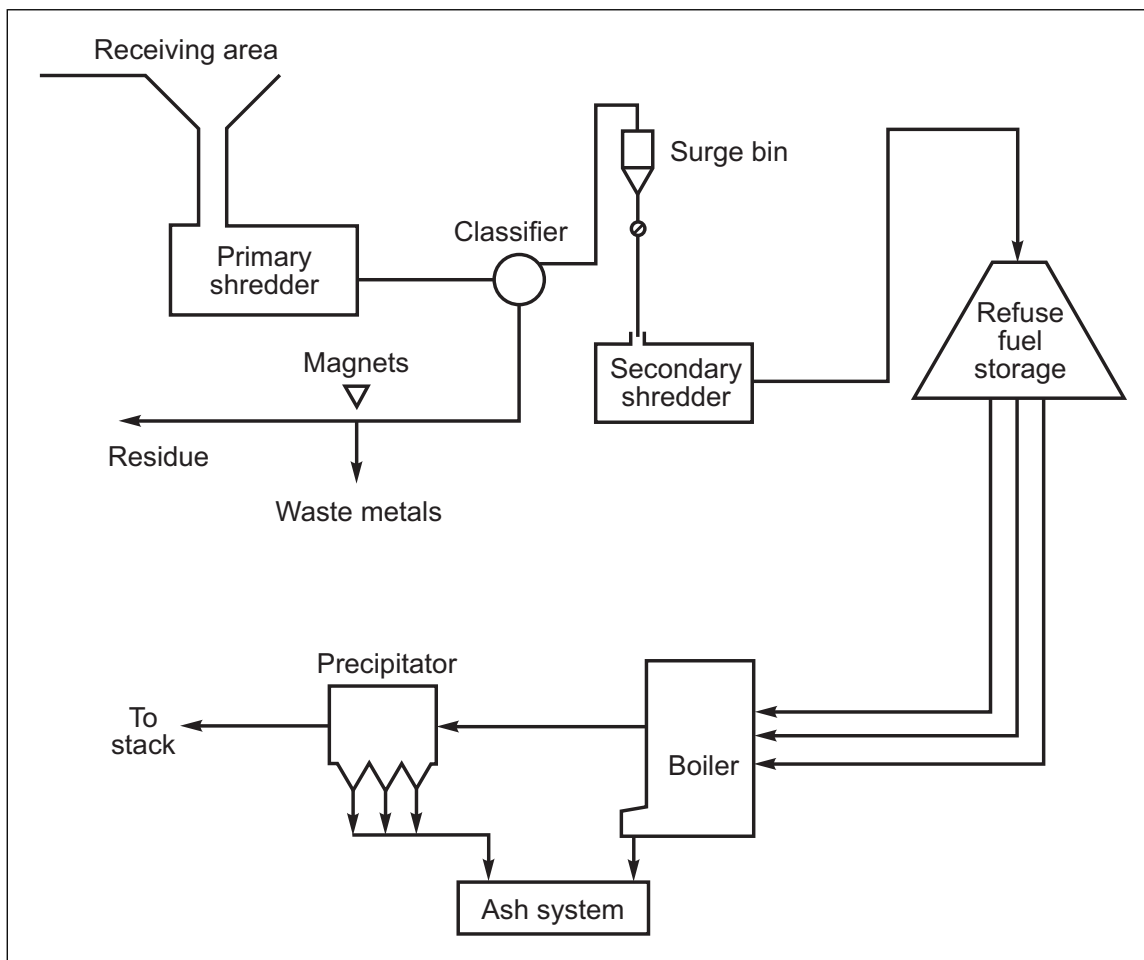 Receiving area
Surge bin
Classifier
Primary
shredder
Refuse
fuel
storage
Magnets
Secondary
shredder
Residue
Waste metals
Precipitator
To
stack
Boiler
Ash system